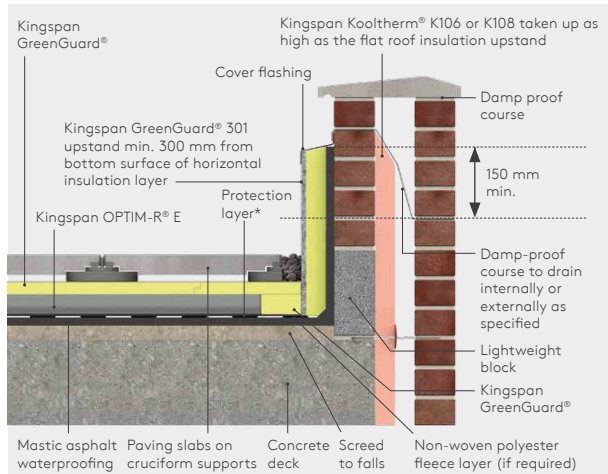 Kingspan
GreenGuard®
Kingspan Kooltherm® K106 or K108 taken up as
high as the flat roof insulation upstand
Cover flashing
Damp proof
course
Kingspan GreenGuard® 301
upstand min. 300 mm from
bottom surface of horizontal
insulation layer
150 mm
min.
Protection
layer*
Kingspan OPTIM-R® E
Damp-proof
course to drain
internally or
externally as
specified
Lightweight
block
Kingspan
GreenGuard®
Mastic asphalt
waterproofing
Paving slabs on
cruciform supports
Concrete
deck
Screed
to falls
Non-woven polyester
fleece layer (if required)